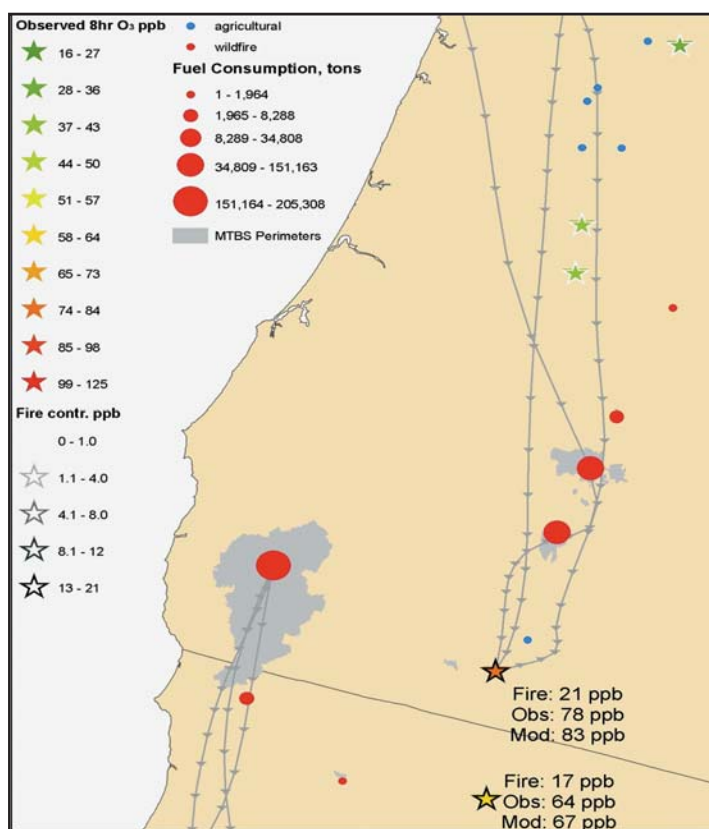 Observed 8hr O₃ ppb
16 - 27
28 - 36
37 - 43
44 - 50
51 - 57
58 - 64
65 - 73
74 - 84
85 - 98
99 - 125
Fire contr. ppb
0 - 1.0
1.1 - 4.0
4.1 - 8.0
8.1 - 12
13 - 21
agricultural
wildfire
Fuel Consumption, tons
1 - 1,964
1,965 - 8,288
8,289 - 34,808
34,809 - 151,163
151,164 - 205,308
MTBS Perimeters
Fire: 21 ppb
Obs: 78 ppb
Mod: 83 ppb
Fire: 17 ppb
Obs: 64 ppb
Mod: 67 ppb